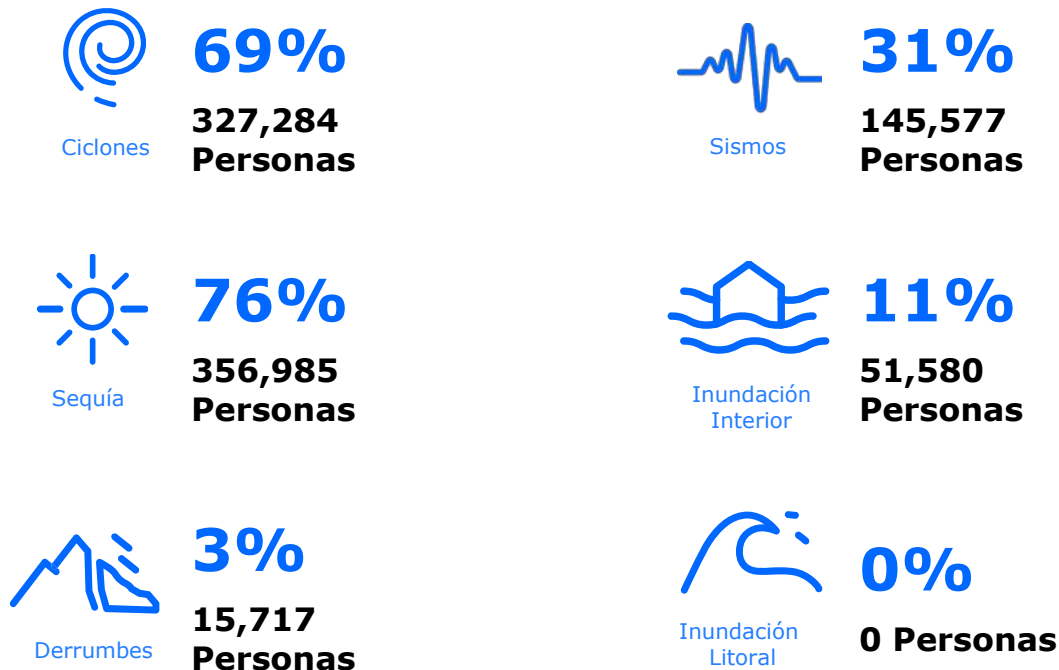 69%
327,284
Personas
Ciclones
31%
145,577
Personas
Sismos
76%
356,985
Personas
Sequía
11%
51,580
Personas
Inundación
Interior
3%
15,717
Personas
Derrumbes
0%
0 Personas
Inundación
Litoral